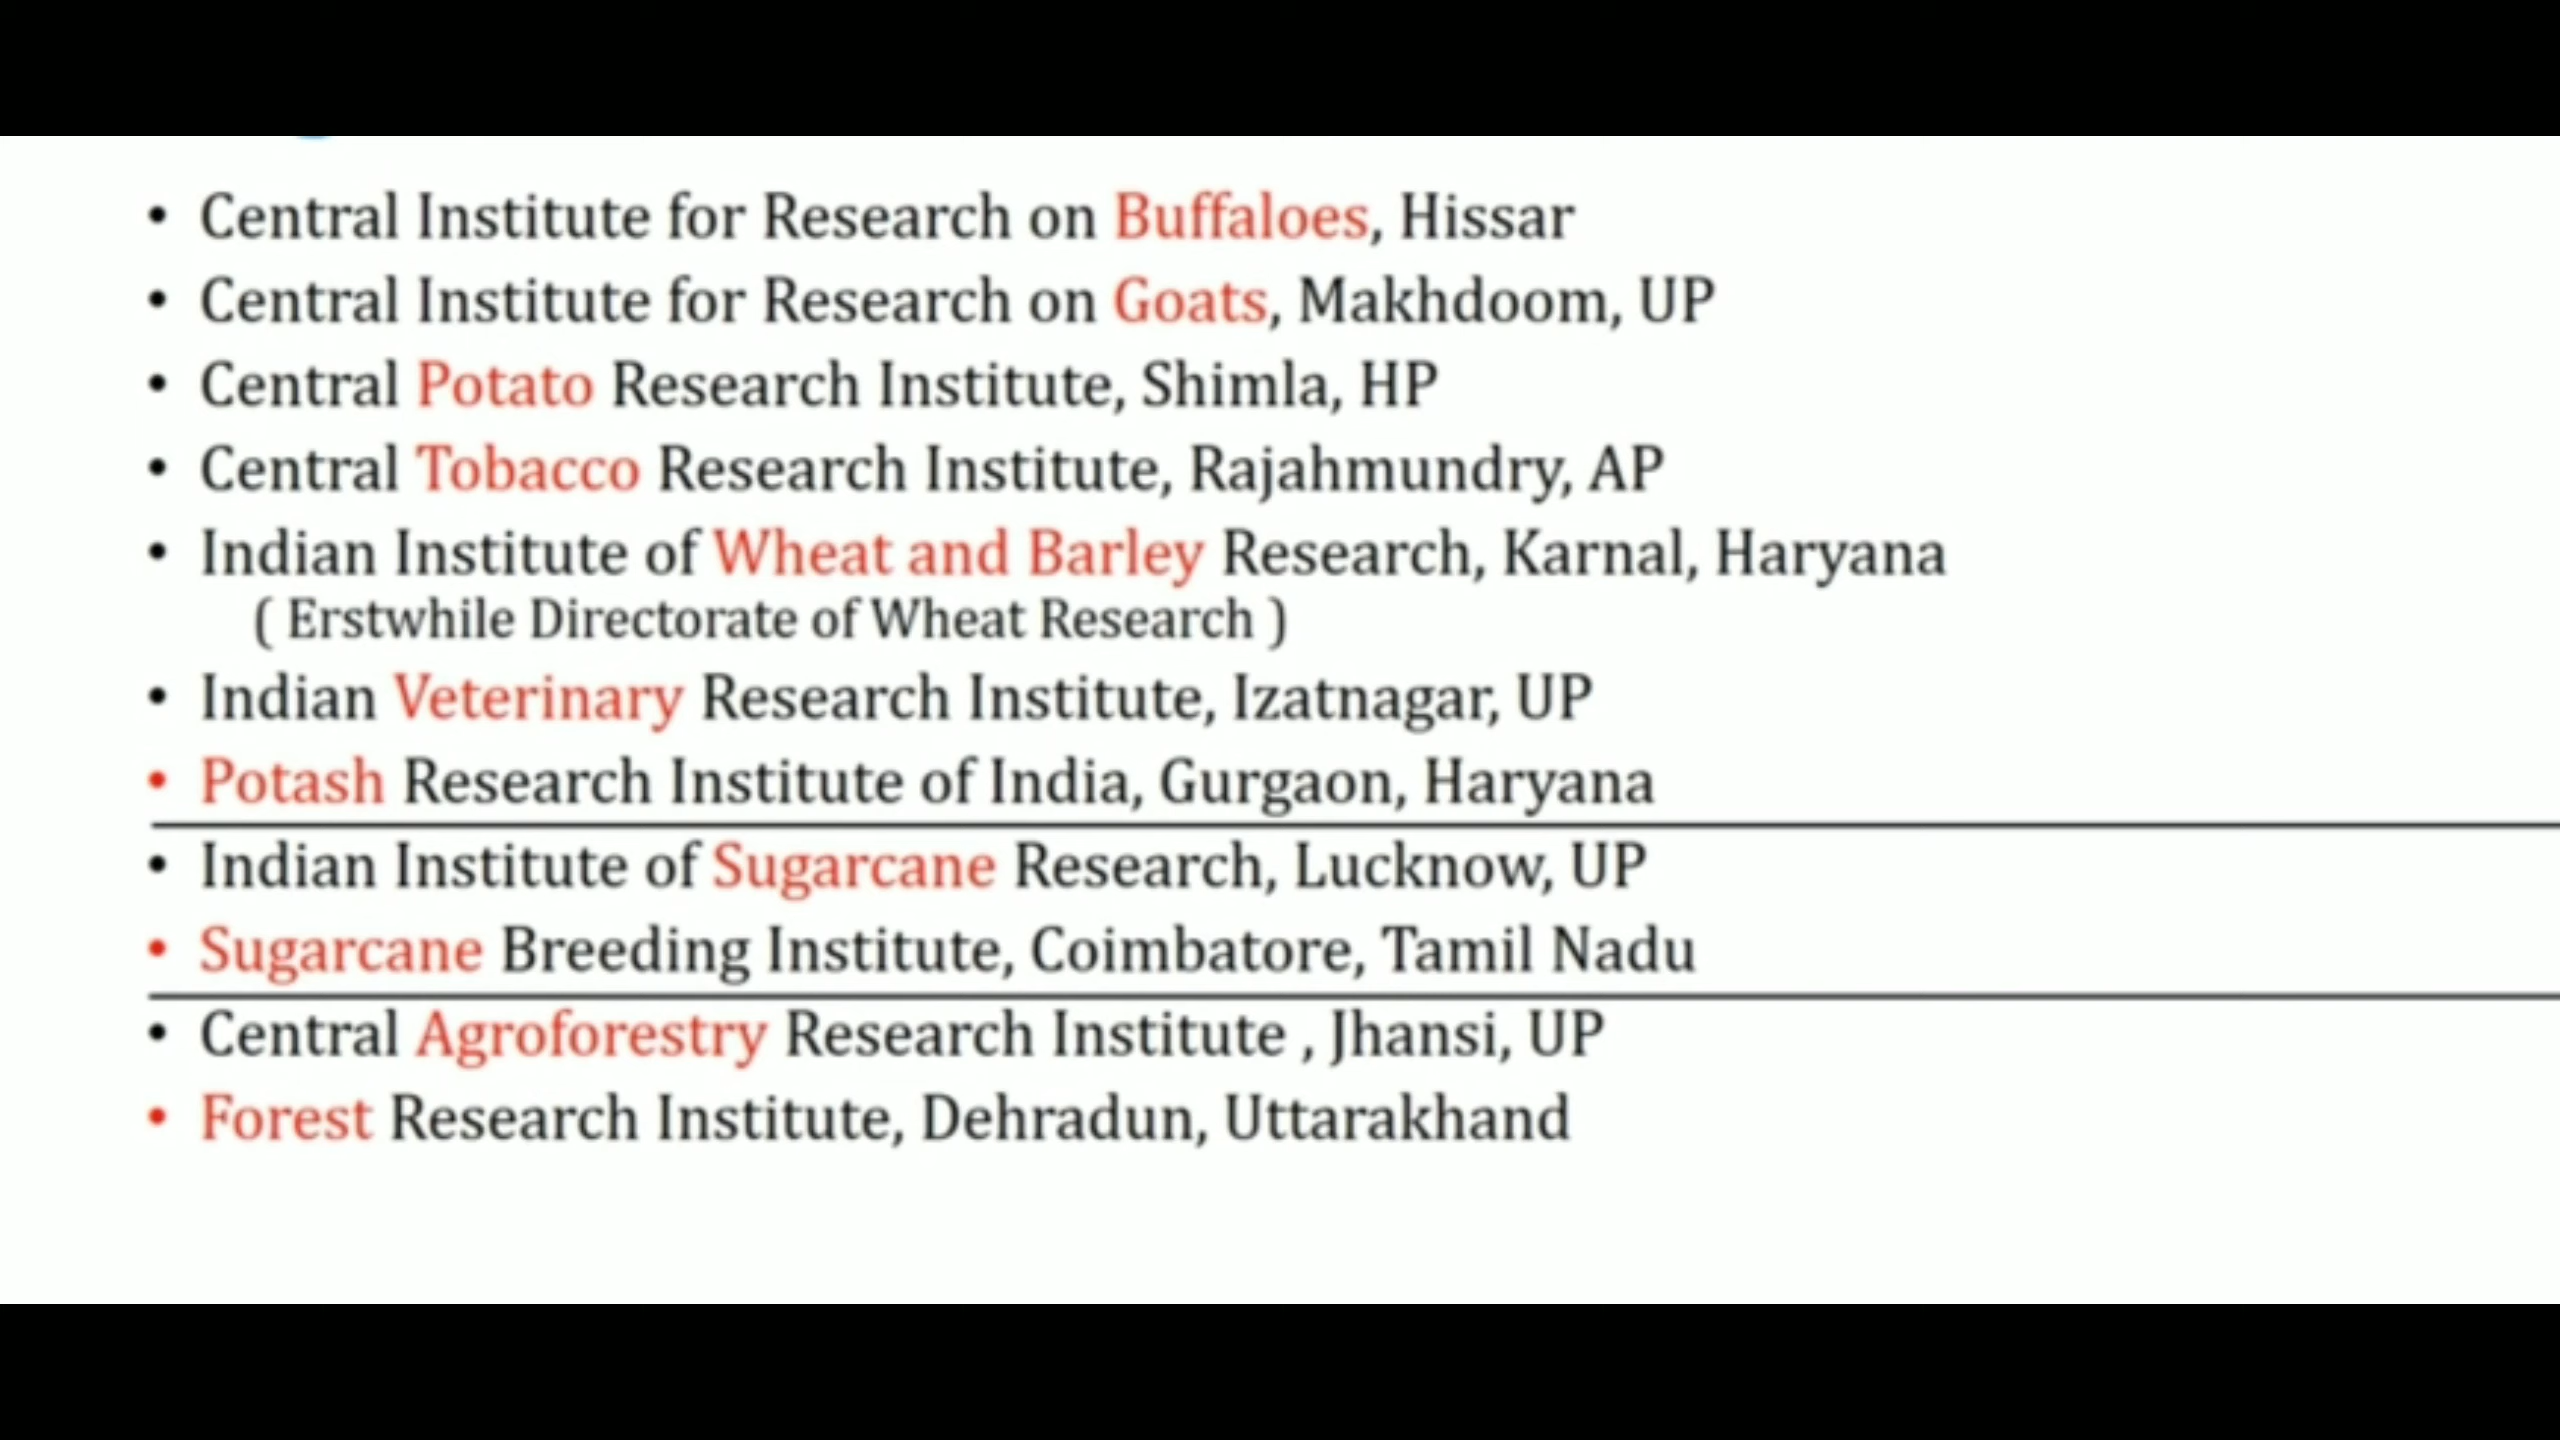 • Central Institute for Research on Buffaloes, Hissar
• Central Institute for Research on Goats, Makhdoom, UP
• Central Potato Research Institute, Shimla, HP
• Central Tobacco Research Institute, Rajahmundry, AP
• Indian Institute of Wheat and Barley Research, Karnal, Haryana
( Erstwhile Directorate of Wheat Research )
• Indian Veterinary Research Institute, Izatnagar, UP
• Potash Research Institute of India, Gurgaon, Haryana
• Indian Institute of Sugarcane Research, Lucknow, UP
• Sugarcane Breeding Institute, Coimbatore, Tamil Nadu
• Central Agroforestry Research Institute , Jhansi, UP
• Forest Research Institute, Dehradun, Uttarakhand